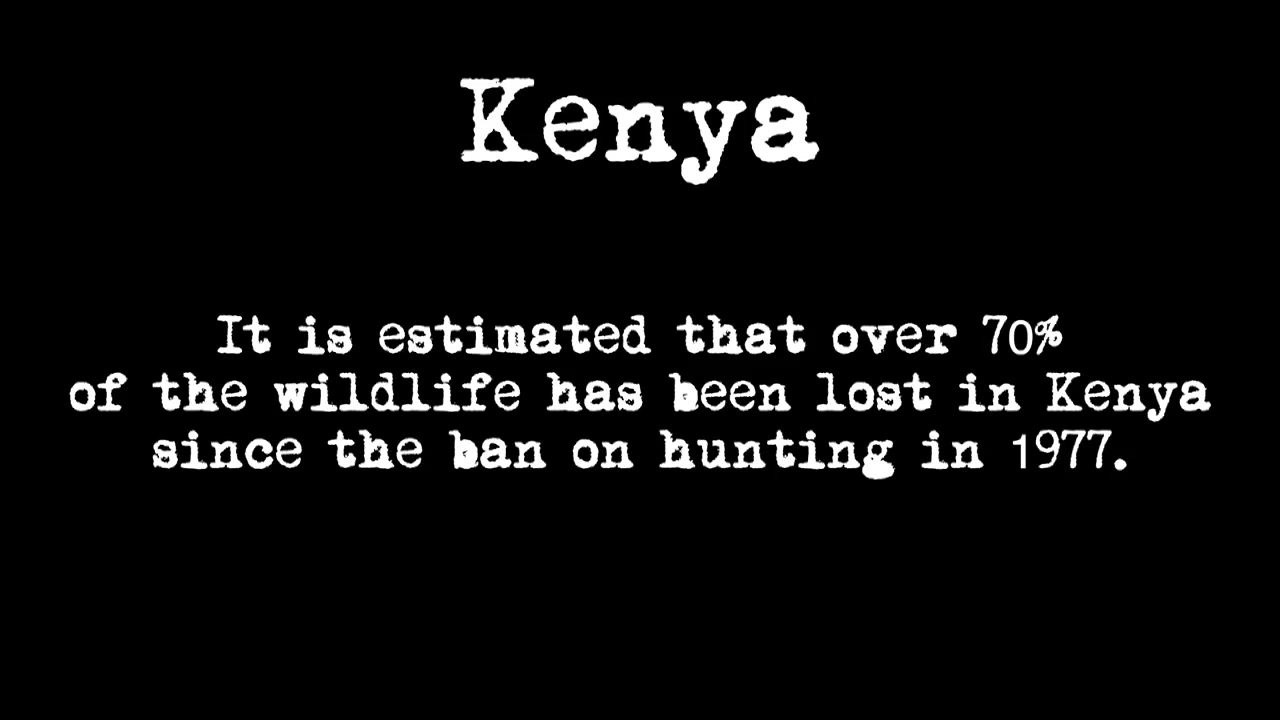 Kenya
It is estimated that over 70%
of the wildlife has been lost in Kenya
since the ban on hunting in 1977.